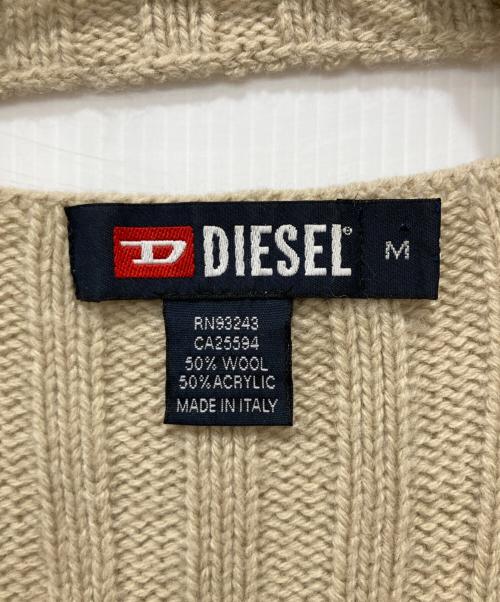 D DIESEL® M
RN93243
CA25594
50% WOOL
50% ACRYLIC
MADE IN ITALY